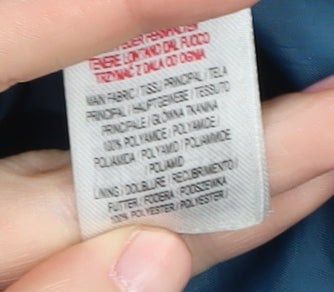 TENERE LONTANO DAL FUOCO
TRZYMAĆ Z DALA OD OGNIA
MAIN FABRIC / TISSU PRINCIPAL / TELA
PRINCIPAL / HAUPTGEWEBE / TESSUTO
PRINCIPALE / GŁÓWNA TKANINA
100% POLYAMIDE / POLYAMIDE /
POLIAMIDA / POLYAMID / POLIAMMIDE
/ POLIAMID
LINING / DOUBLURE / RECUBRIMIENTO /
FUTTER / FODERA / PODSZEWKA
100% POLYESTER / POLYESTER /